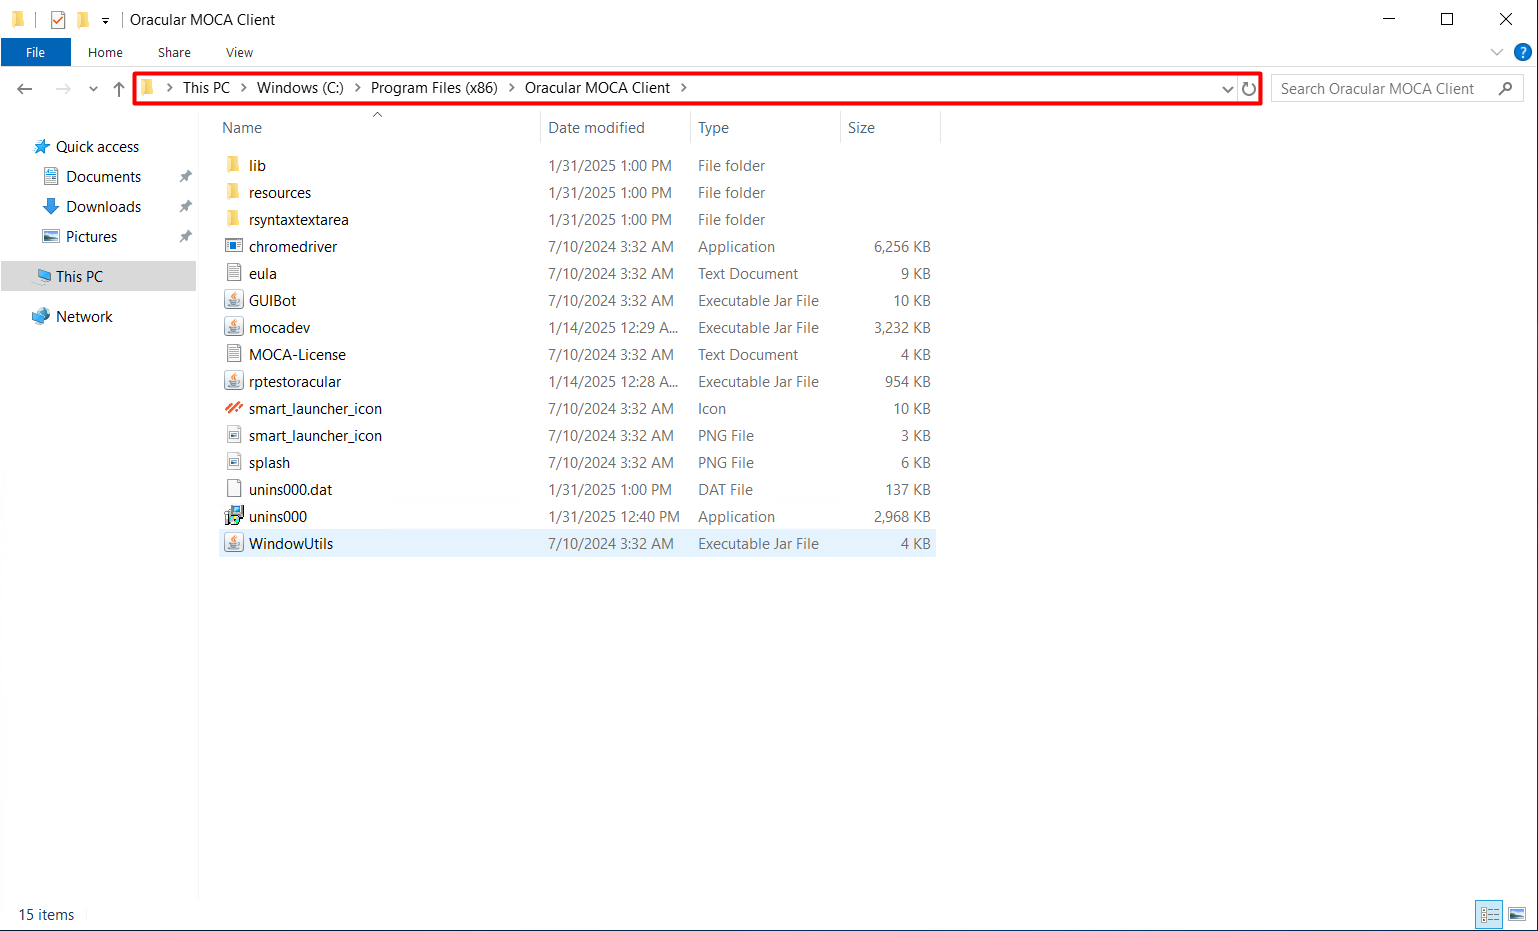 Oracular MOCA Client
File Home Share View
This PC Windows (C:) Program Files (x86) Oracular MOCA Client Search Oracular MOCA Client
Name Date modified Type Size
Quick access
Documents
Downloads
Pictures
This PC
Network
lib 1/31/2025 1:00 PM File folder
resources 1/31/2025 1:00 PM File folder
rsyntaxtextarea 1/31/2025 1:00 PM File folder
chromedriver 7/10/2024 3:32 AM Application 6,256 KB
eula 7/10/2024 3:32 AM Text Document 9 KB
GUIBot 7/10/2024 3:32 AM Executable Jar File 10 KB
mocadev 1/14/2025 12:29 A... Executable Jar File 3,232 KB
MOCA-License 7/10/2024 3:32 AM Text Document 4 KB
rptestoracular 1/14/2025 12:28 A... Executable Jar File 954 KB
smart_launcher_icon 7/10/2024 3:32 AM Icon 10 KB
smart_launcher_icon 7/10/2024 3:32 AM PNG File 3 KB
splash 7/10/2024 3:32 AM PNG File 6 KB
unins000.dat 1/31/2025 1:00 PM DAT File 137 KB
unins000 1/31/2025 12:40 PM Application 2,968 KB
WindowUtils 7/10/2024 3:32 AM Executable Jar File 4 KB
15 items